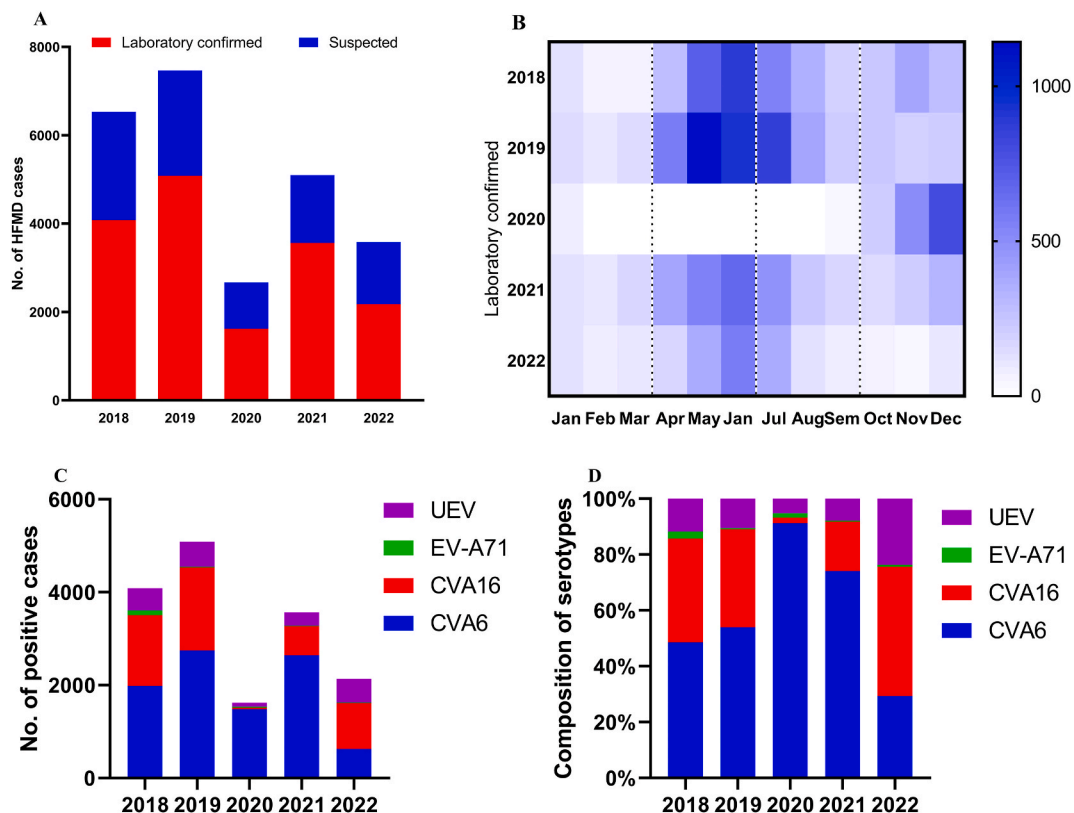 A
Laboratory confirmed
Suspected
8000
6000
4000
2000
0
No. of HFMD cases
2018 2019 2020 2021 2022
B
Laboratory confirmed
2018
2019
2020
2021
2022
Jan Feb Mar Apr May Jan Jul Aug Sem Oct Nov Dec
1000
500
0
C
6000
4000
2000
0
No. of positive cases
2018 2019 2020 2021 2022
UEV
EV-A71
CVA16
CVA6
D
100%
80%
60%
40%
20%
0%
Composition of serotypes
2018 2019 2020 2021 2022
UEV
EV-A71
CVA16
CVA6